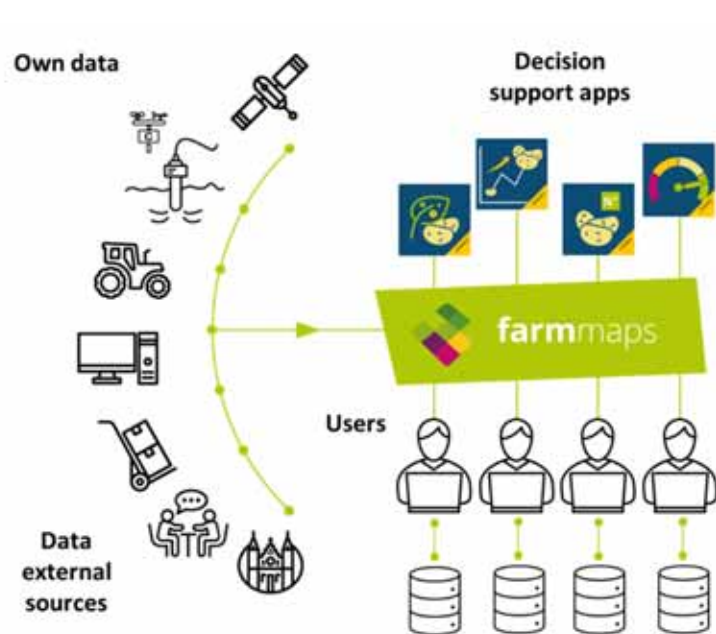 Own data
Decision
support apps
N+
farmmaps
Users
Data
external
sources